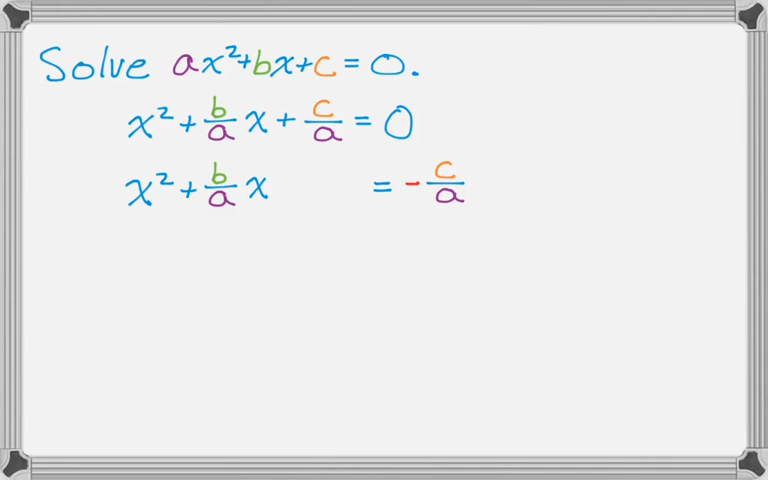 Solve ax²+bx+c=0.
x²+b/a x+c/a=0
x²+b/a x =-c/a